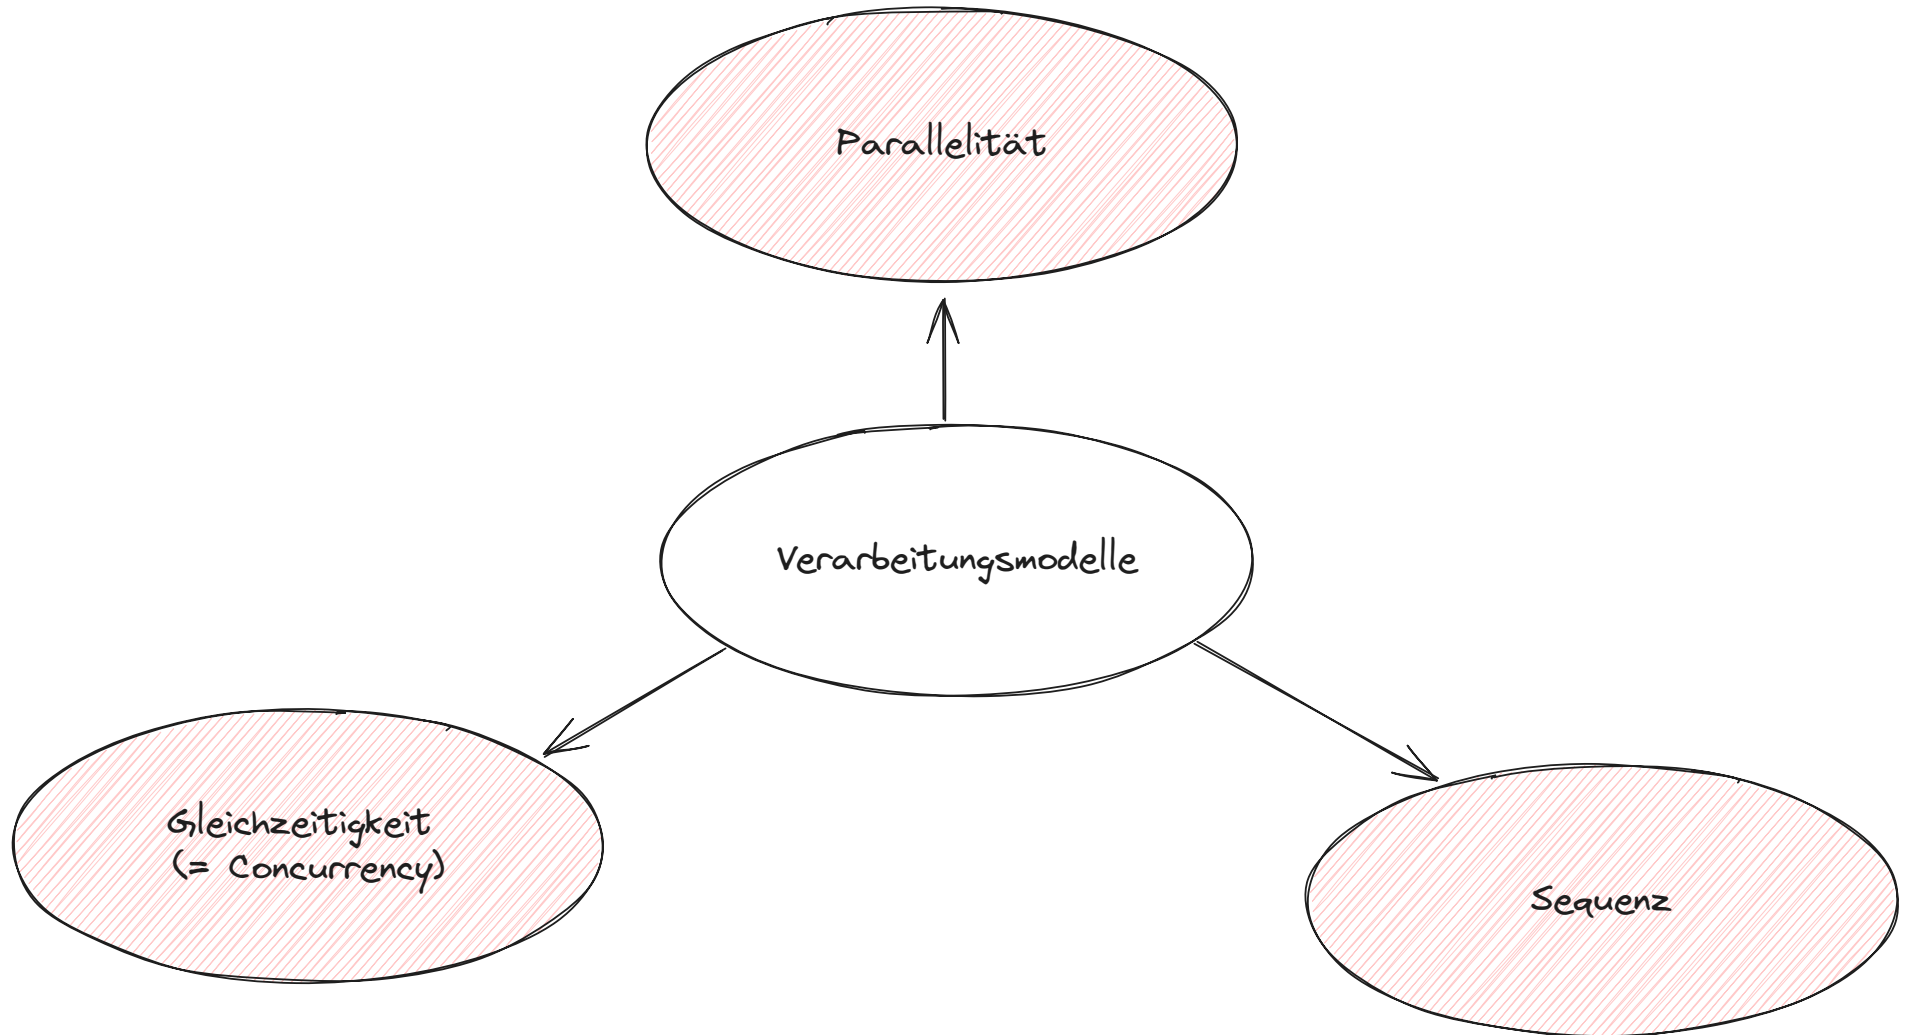 Parallelität
Verarbeitungsmodelle
Gleichzeitigkeit
(= Concurrency)
Sequenz